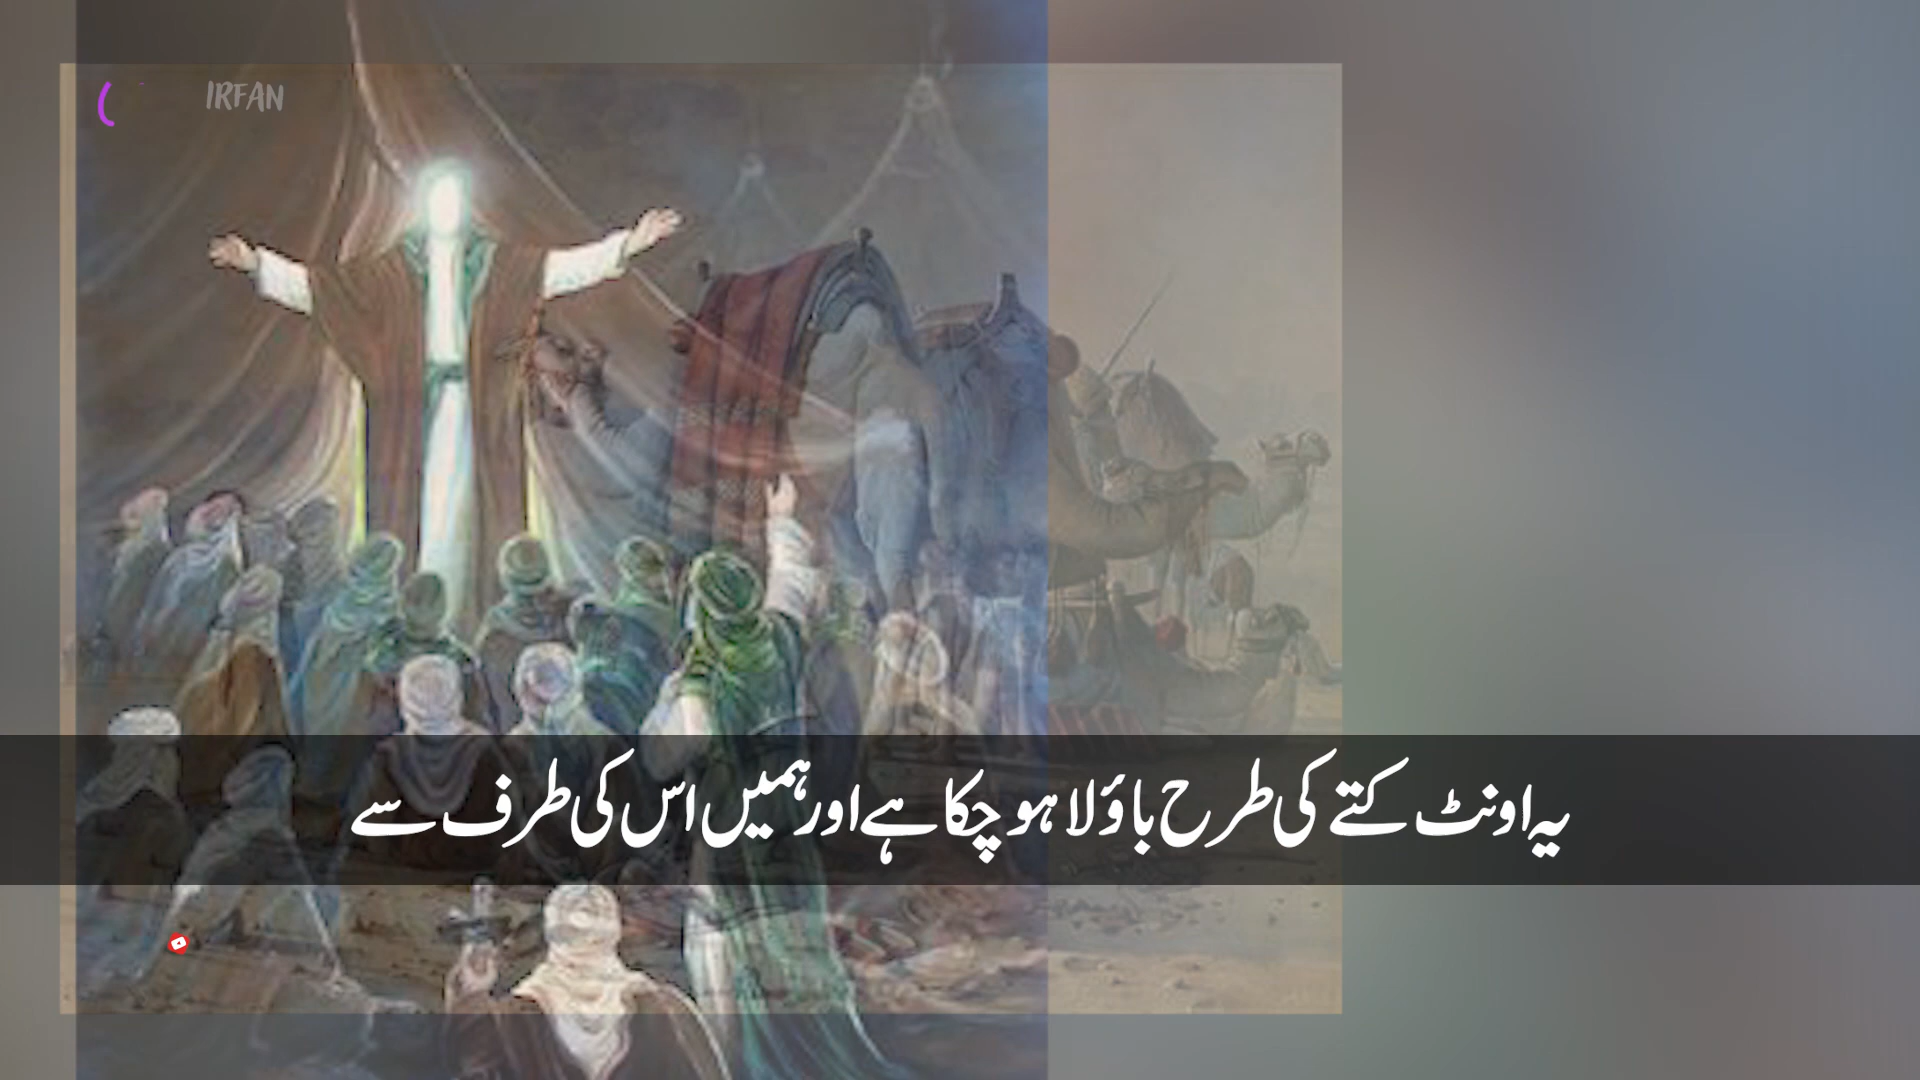 IRFAN
یہ اونٹ کتے کی طرح باؤلا ہو چکا ہے اور ہمیں اس کی طرف سے